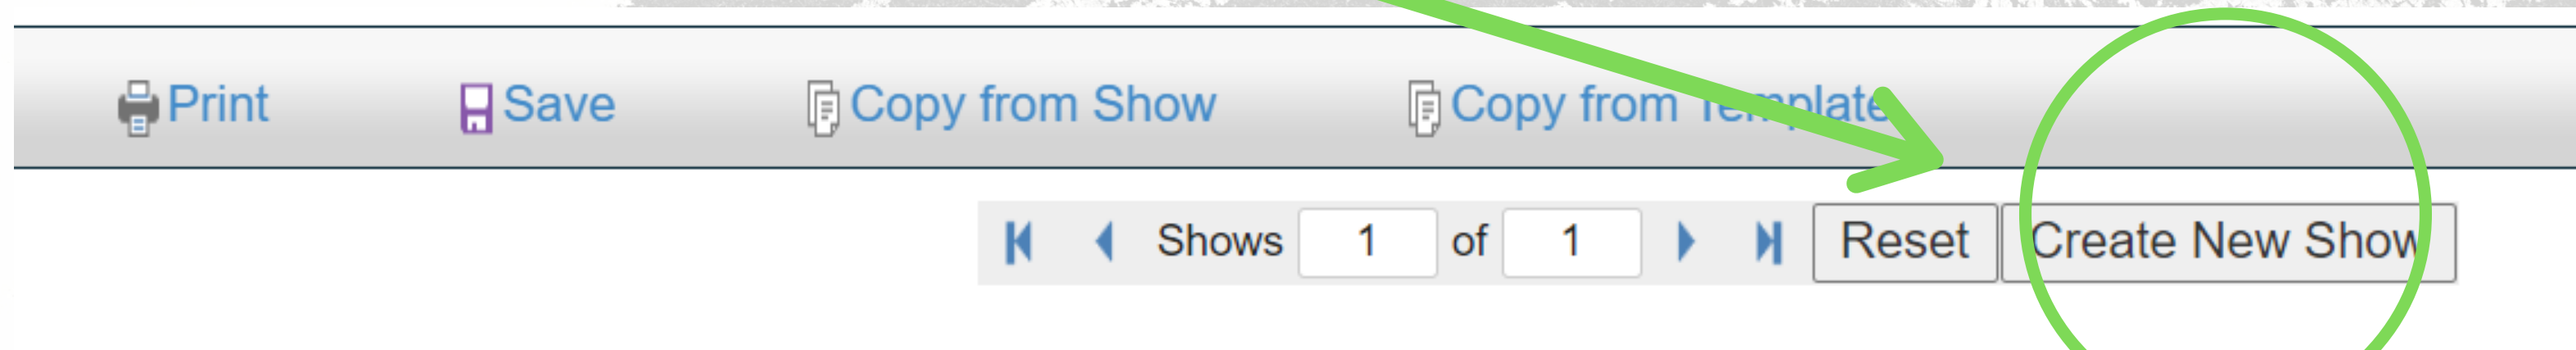 Print Save Copy from Show Copy from Template
Shows 1 of 1 Reset Create New Show